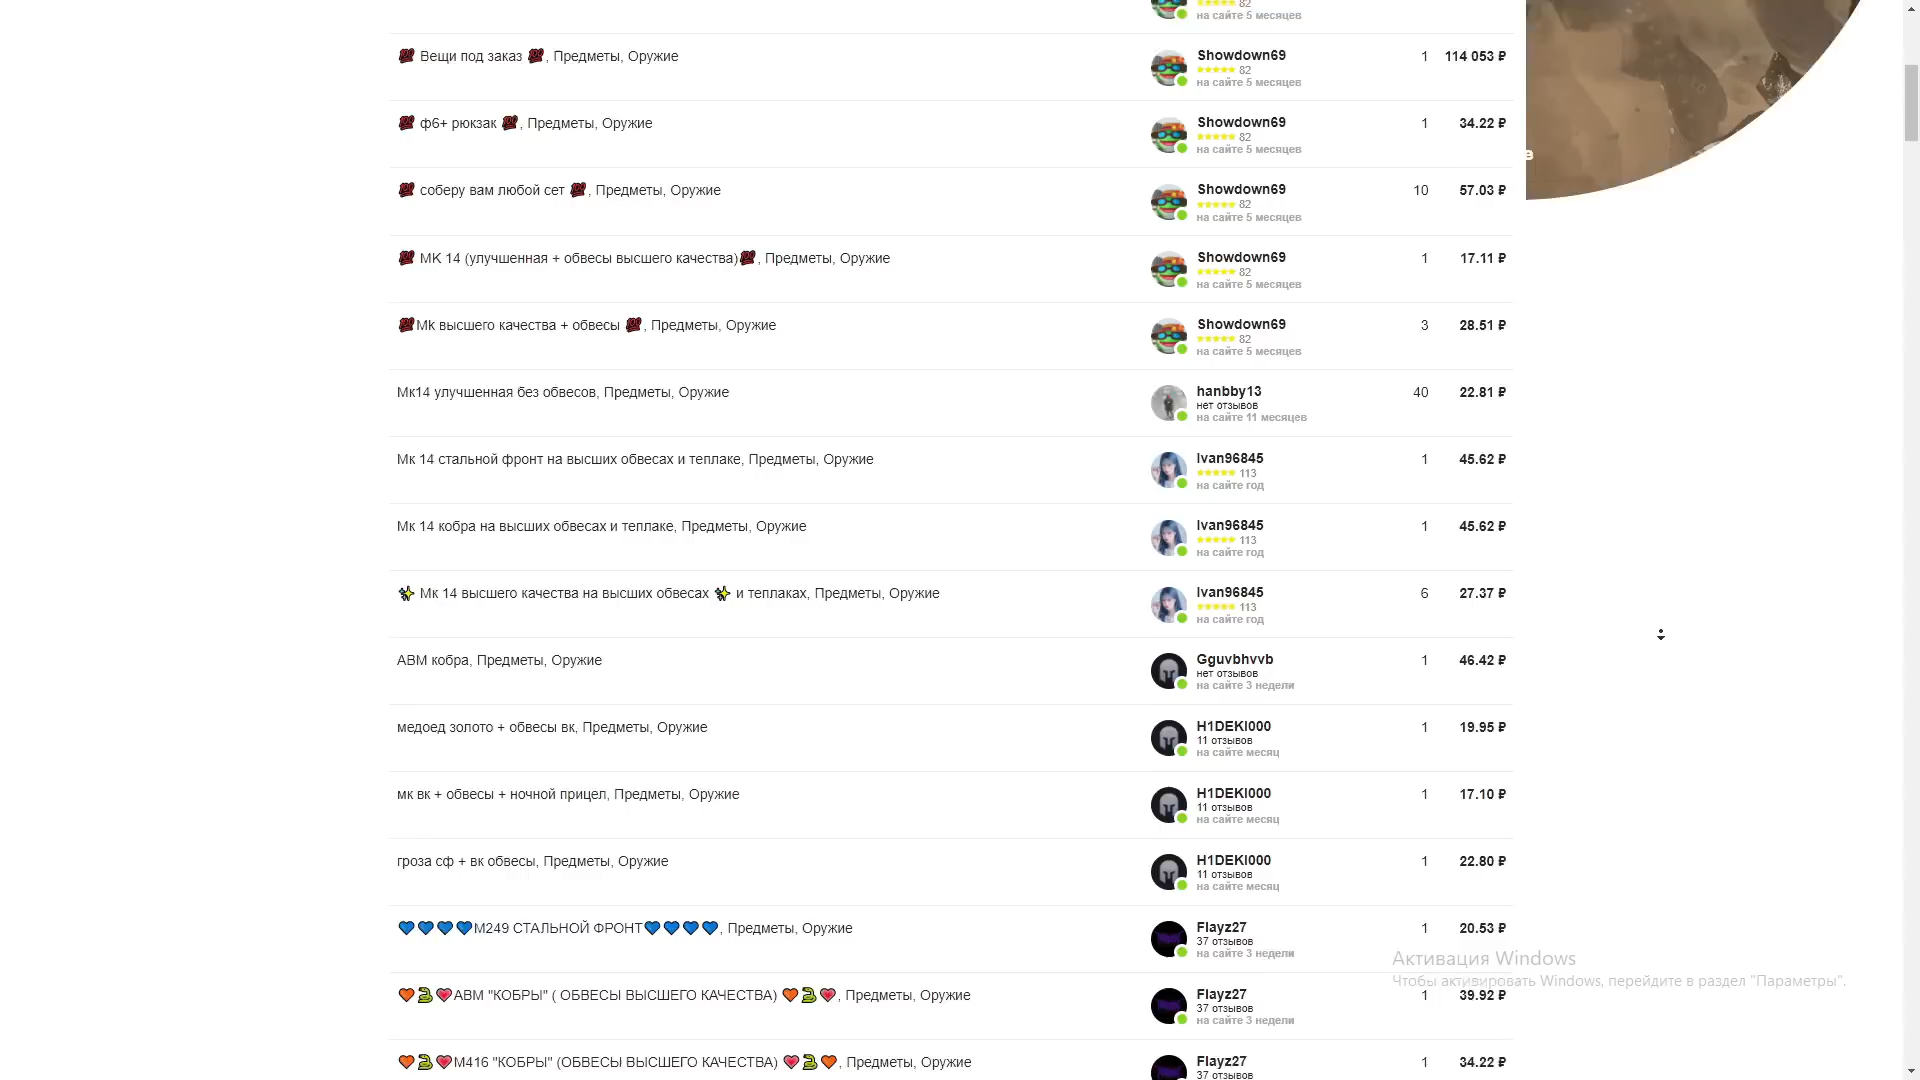 82
на сайте 5 месяцев
💯 Вещи под заказ 💯, Предметы, Оружие
Showdown69
1
114 053 ₽
82
на сайте 5 месяцев
💯 ф6+ рюкзак 💯, Предметы, Оружие
Showdown69
1
34.22 ₽
82
на сайте 5 месяцев
💯 соберу вам любой сет 💯, Предметы, Оружие
Showdown69
10
57.03 ₽
82
на сайте 5 месяцев
💯 МК 14 (улучшенная + обвесы высшего качества)💯, Предметы, Оружие
Showdown69
1
17.11 ₽
82
на сайте 5 месяцев
💯Mk высшего качества + обвесы 💯, Предметы, Оружие
Showdown69
3
28.51 ₽
82
на сайте 5 месяцев
Мк14 улучшенная без обвесов, Предметы, Оружие
hanbby13
40
22.81 ₽
нет отзывов
на сайте 11 месяцев
Мк 14 стальной фронт на высших обвесах и теплаке, Предметы, Оружие
Ivan96845
1
45.62 ₽
113
на сайте год
Мк 14 кобра на высших обвесах и теплаке, Предметы, Оружие
Ivan96845
1
45.62 ₽
113
на сайте год
✨ Мк 14 высшего качества на высших обвесах ✨ и теплаках, Предметы, Оружие
Ivan96845
6
27.37 ₽
113
на сайте год
АВМ кобра, Предметы, Оружие
Gguvbhvvb
1
46.42 ₽
нет отзывов
на сайте 3 недели
медоед золото + обвесы вк, Предметы, Оружие
H1DEKI000
1
19.95 ₽
11 отзывов
на сайте месяц
мк вк + обвесы + ночной прицел, Предметы, Оружие
H1DEKI000
1
17.10 ₽
11 отзывов
на сайте месяц
гроза сф + вк обвесы, Предметы, Оружие
H1DEKI000
1
22.80 ₽
11 отзывов
на сайте месяц
💙💙💙💙М249 СТАЛЬНОЙ ФРОНТ💙💙💙💙, Предметы, Оружие
Flayz27
1
20.53 ₽
37 отзывов
на сайте 3 недели
Активация Windows
Чтобы активировать Windows, перейдите в раздел "Параметры".
🧡🐍💗АВМ "КОБРЫ" ( ОБВЕСЫ ВЫСШЕГО КАЧЕСТВА) 🧡🐍💗, Предметы, Оружие
Flayz27
1
39.92 ₽
37 отзывов
на сайте 3 недели
🧡🐍💗М416 "КОБРЫ" (ОБВЕСЫ ВЫСШЕГО КАЧЕСТВА) 💗🐍🧡, Предметы, Оружие
Flayz27
1
34.22 ₽
37 отзывов